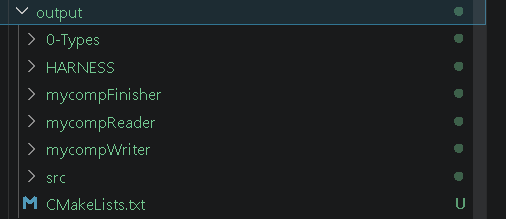 output
0-Types
HARNESS
mycompFinisher
mycompReader
mycompWriter
src
CMakeLists.txt U